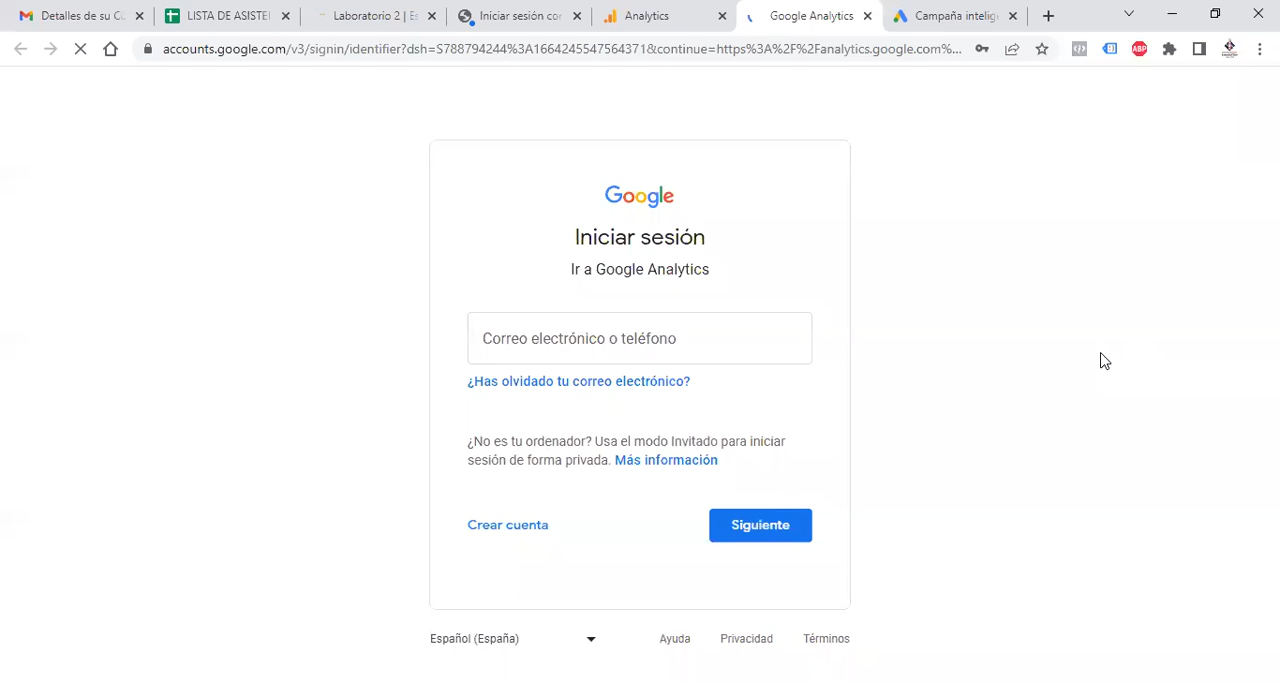 Detalles de su C
LISTA DE ASISTE
Laboratorio 2 | Es
Iniciar sesión co
Analytics
Google Analytics
Campaña intelig
accounts.google.com/v3/signin/identifier?dsh=S788794244%3A1664245547564371&continue=https%3A%2F%2Fanalytics.google.com%...
ABP
Google
Iniciar sesión
Ir a Google Analytics
Correo electrónico o teléfono
¿Has olvidado tu correo electrónico?
¿No es tu ordenador? Usa el modo Invitado para iniciar
sesión de forma privada. Más información
Crear cuenta
Siguiente
Español (España)
Ayuda
Privacidad
Términos